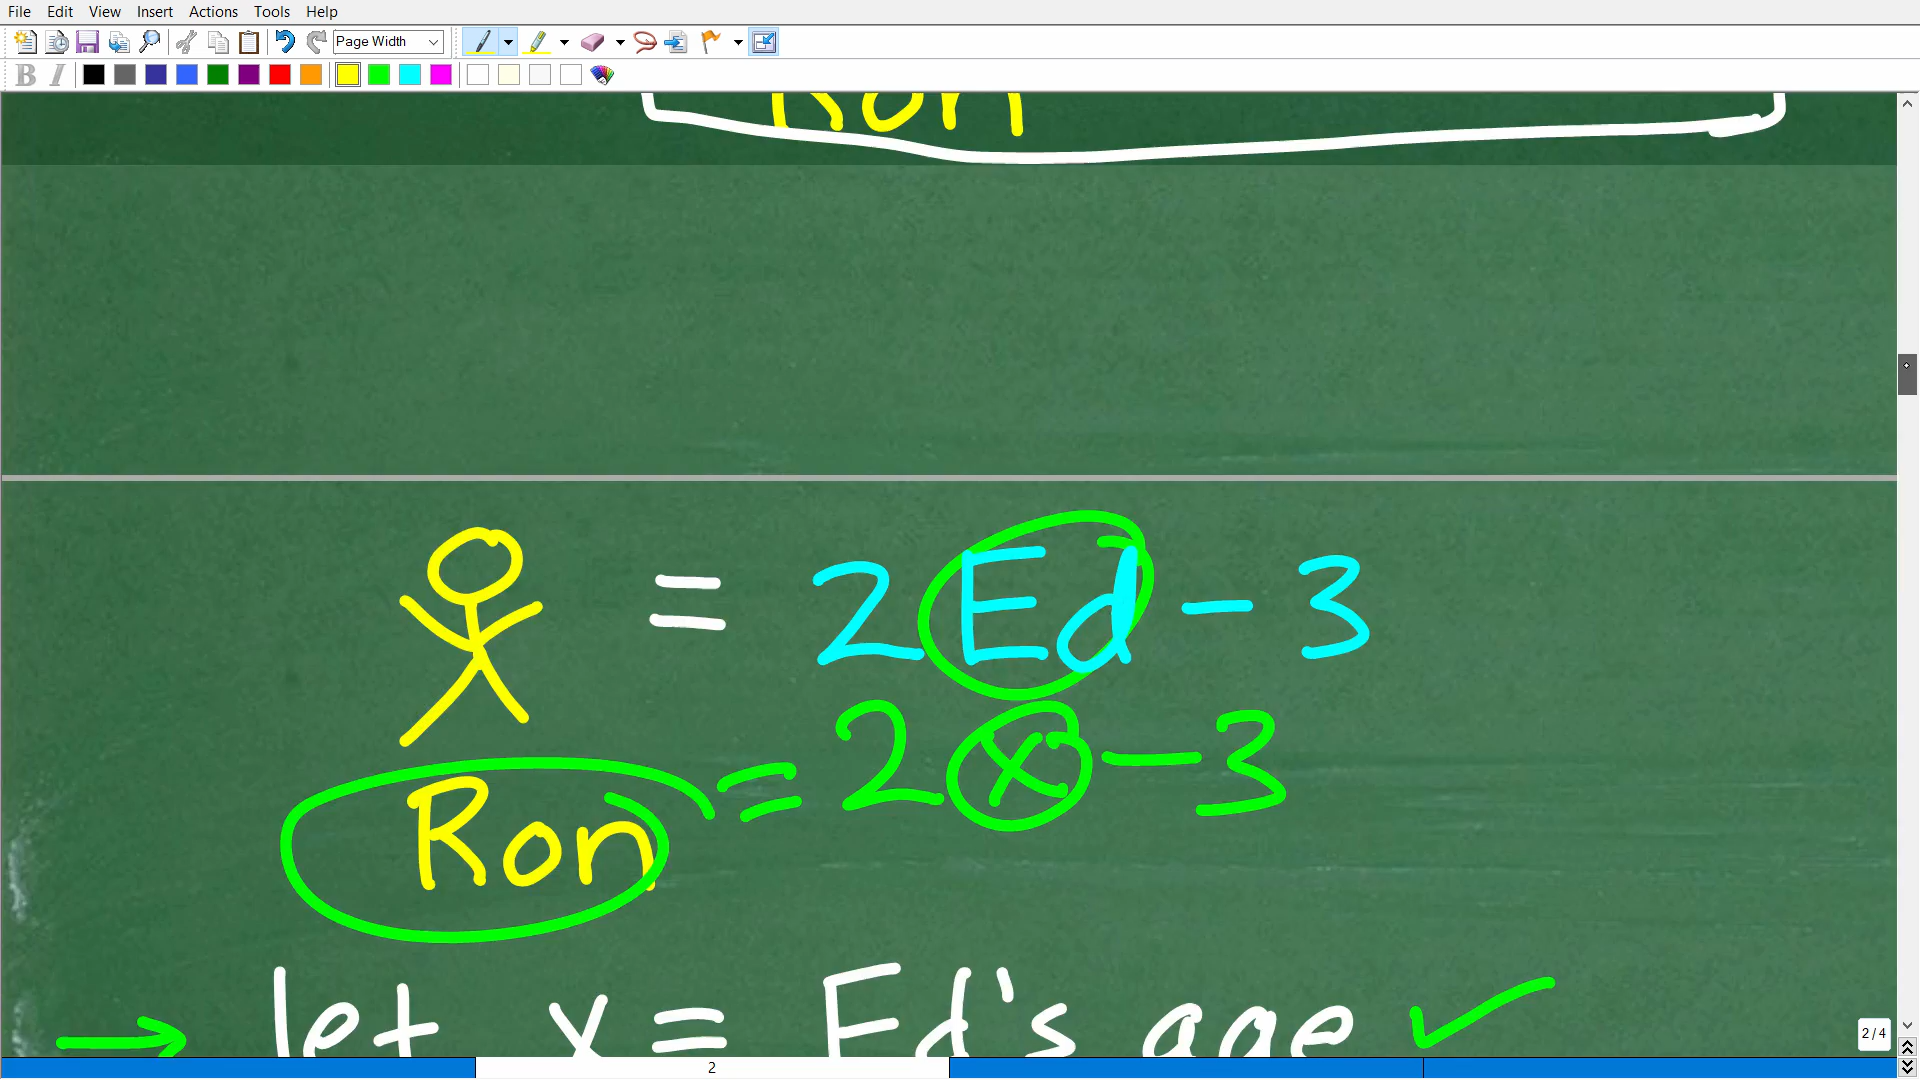 File Edit View Insert Actions Tools Help
Page Width
B I
Ron
= 2Ed - 3
Ron = 2x - 3
let x = Ed's age
2 / 4
2